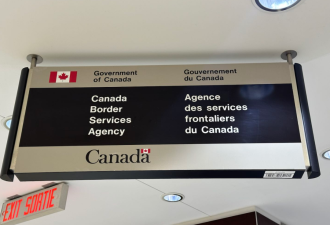 Government
of Canada
Gouvernement
du Canada
Canada
Border
Services
Agency
Agence
des services
frontaliers
du Canada
Canada
EXIT SORTIE